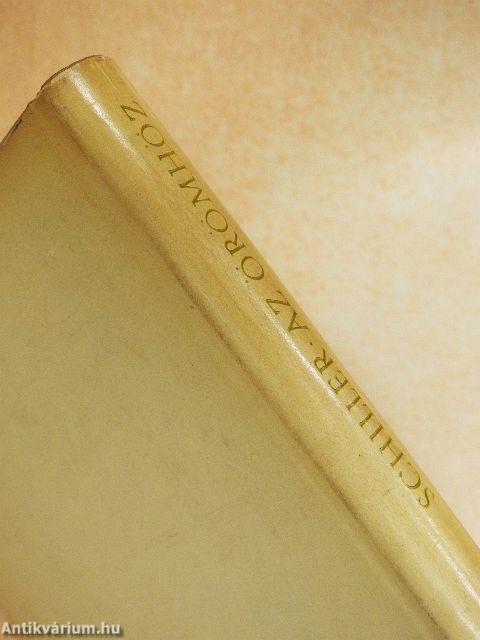 SCHILLER · AZ ÖRÖMHÖZ
Antikvárium.hu